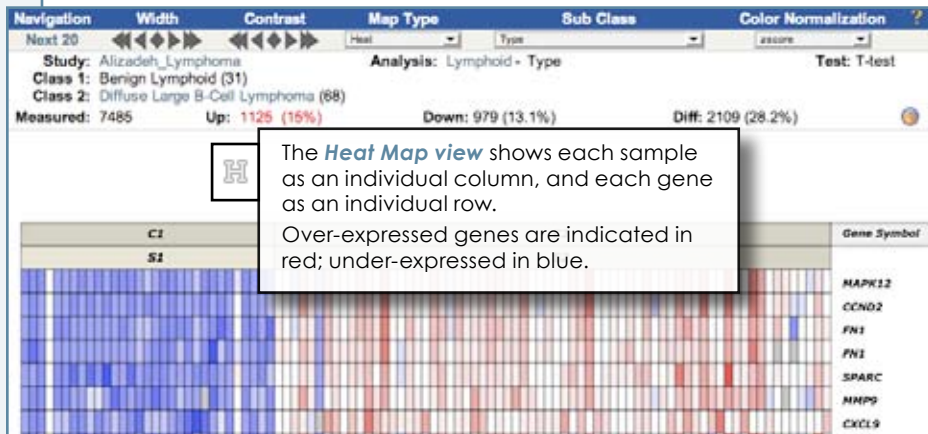 Navigation Width Contrast Map Type Sub Class Color Normalization ?
Next 20 Heat Type zscore
Study: Alizadeh_Lymphoma Analysis: Lymphoid - Type Test: T-test
Class 1: Benign Lymphoid (31)
Class 2: Diffuse Large B-Cell Lymphoma (68)
Measured: 7485 Up: 1125 (15%) Down: 979 (13.1%) Diff: 2109 (28.2%)
H
The Heat Map view shows each sample
as an individual column, and each gene
as an individual row.
Over-expressed genes are indicated in
red; under-expressed in blue.
C1 Gene Symbol
S1
MAPK12
CCND2
FN1
FN1
SPARC
MMP9
CXCL9